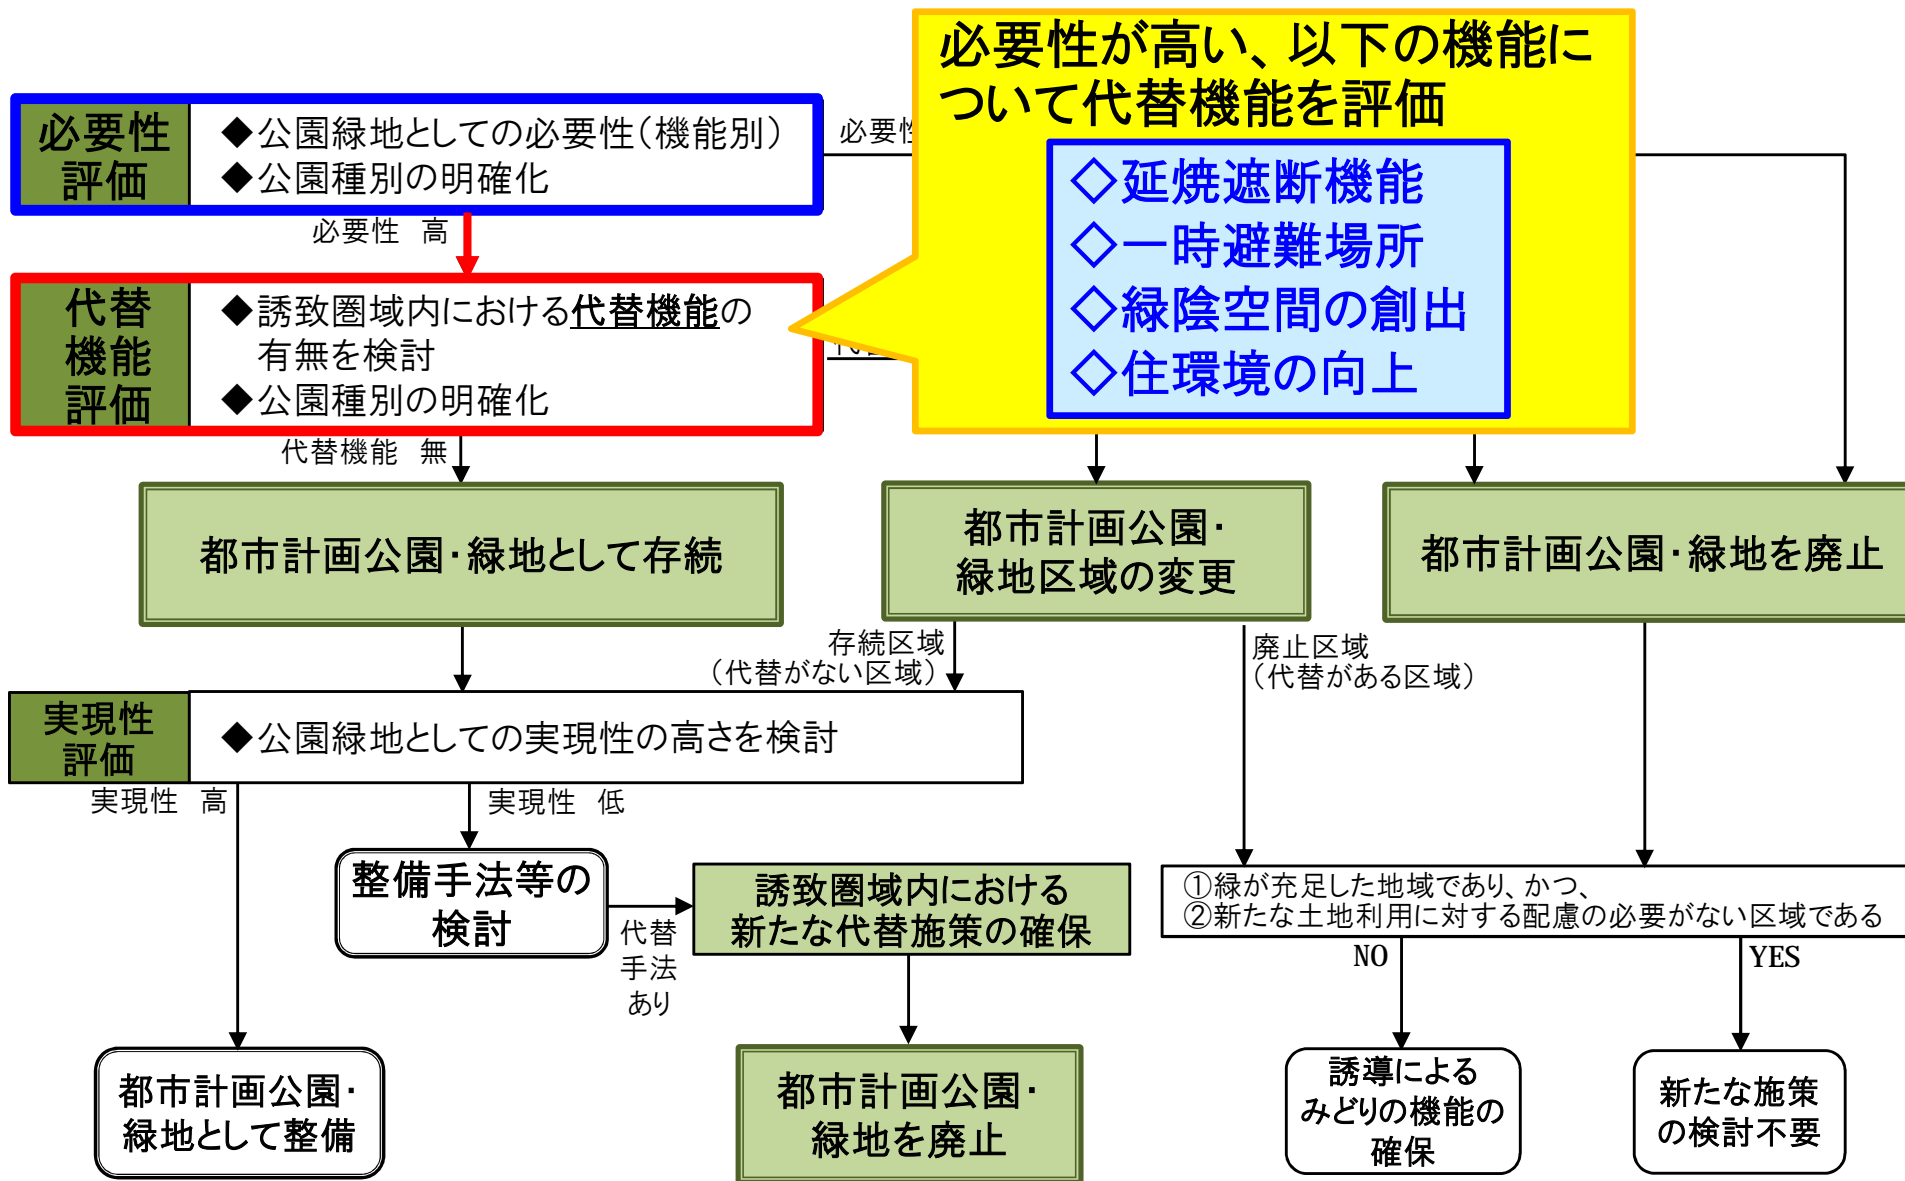 必要性が高い、以下の機能に
ついて代替機能を評価
◇延焼遮断機能
◇一時避難場所
◇緑陰空間の創出
◇住環境の向上
必要性
評価
◆公園緑地としての必要性(機能別)
◆公園種別の明確化
必要性 高
代替
機能
評価
◆誘致圏域内における代替機能の
有無を検討
◆公園種別の明確化
代替機能 無
都市計画公園・緑地として存続
都市計画公園・
緑地区域の変更
都市計画公園・緑地を廃止
存続区域
(代替がない区域)
廃止区域
(代替がある区域)
実現性
評価
◆公園緑地としての実現性の高さを検討
実現性 高
実現性 低
整備手法等の
検討
代替
手法
あり
誘致圏域内における
新たな代替施策の確保
①緑が充足した地域であり、かつ、
②新たな土地利用に対する配慮の必要がない区域である
NO
YES
都市計画公園・
緑地として整備
都市計画公園・
緑地を廃止
誘導による
みどりの機能の
確保
新たな施策
の検討不要